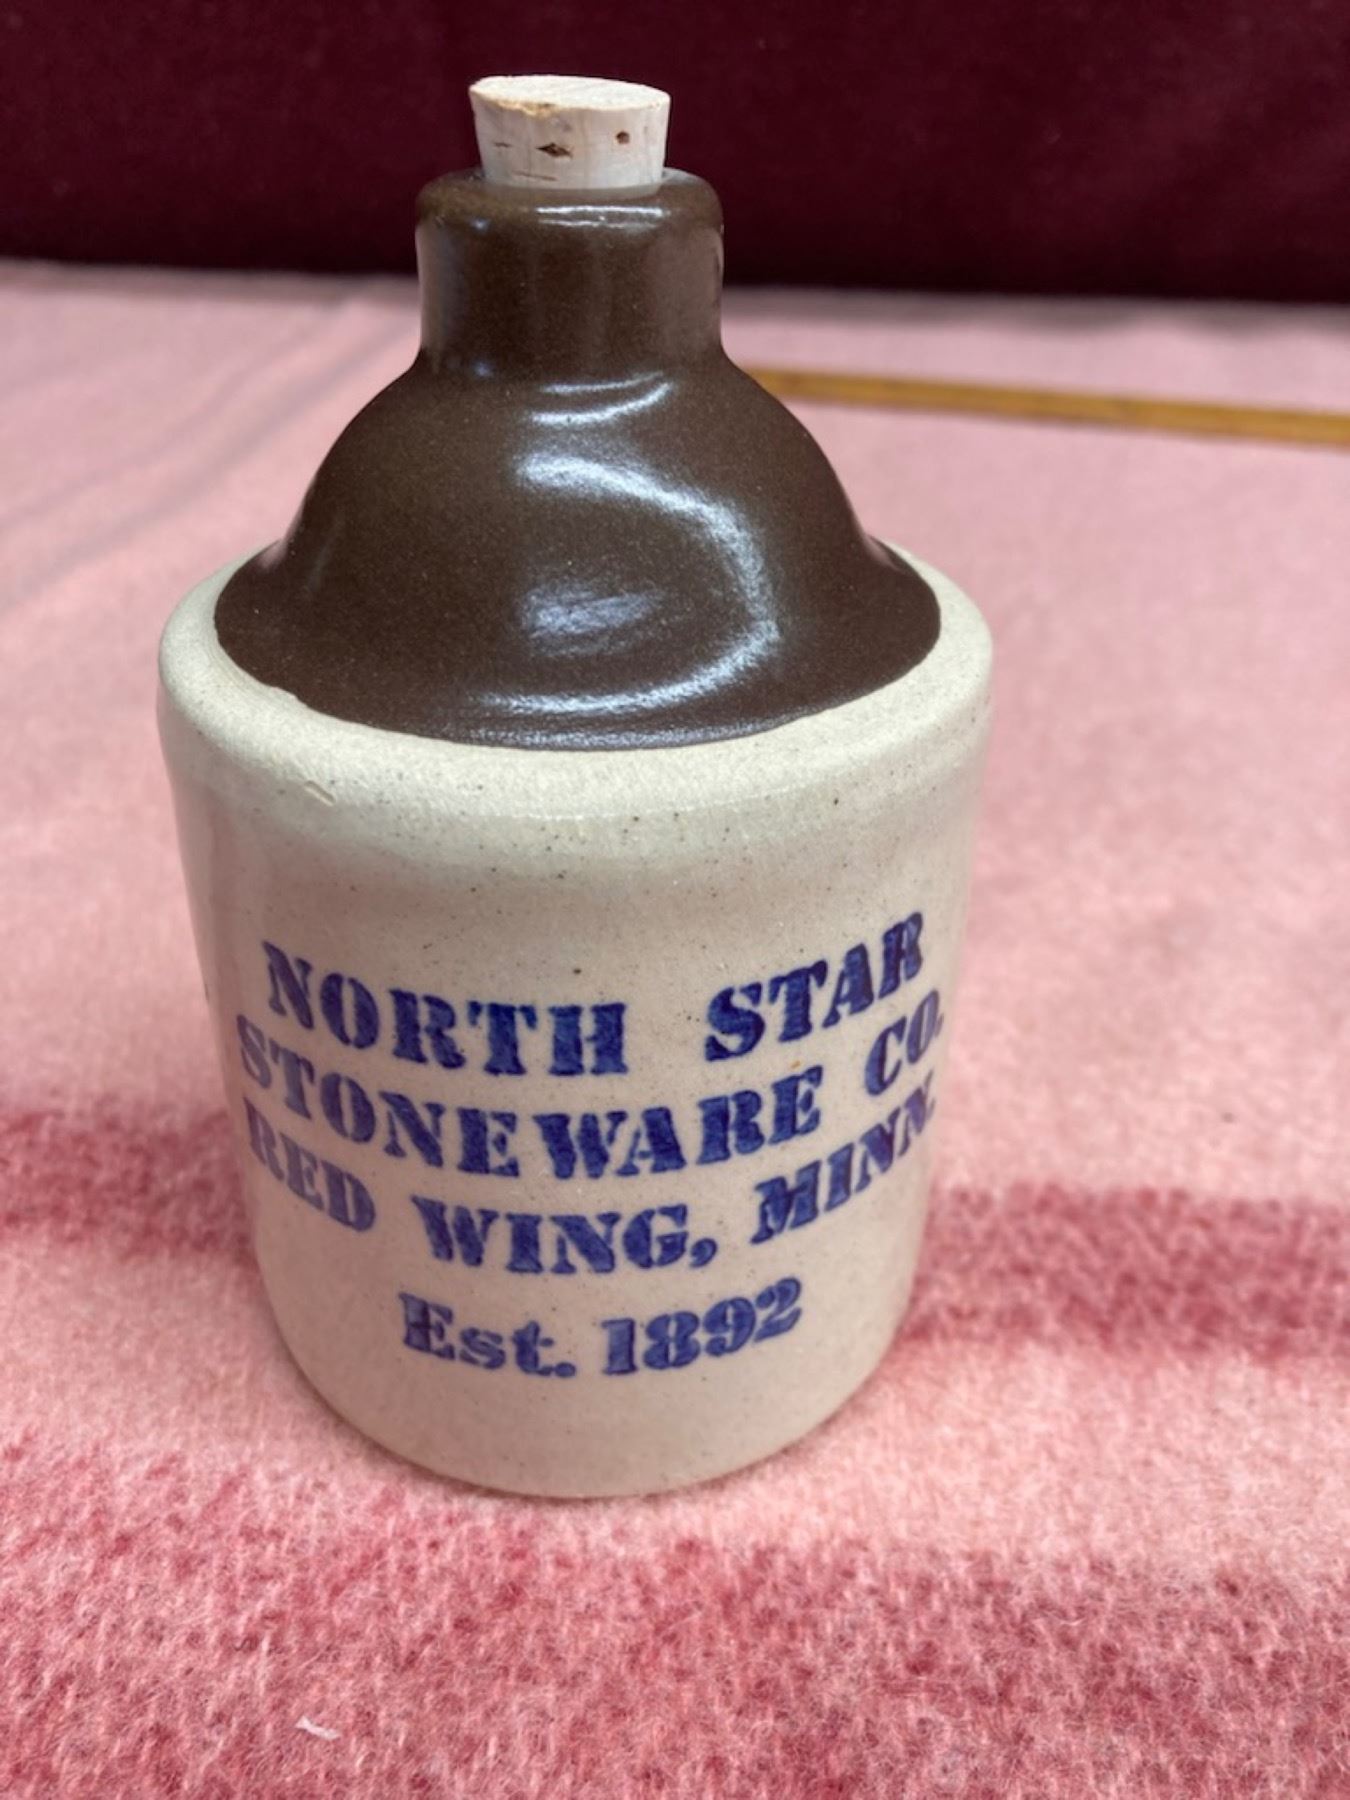 NORTH STAR
STONEWARE CO.
RED WING, MINN.
Est. 1892